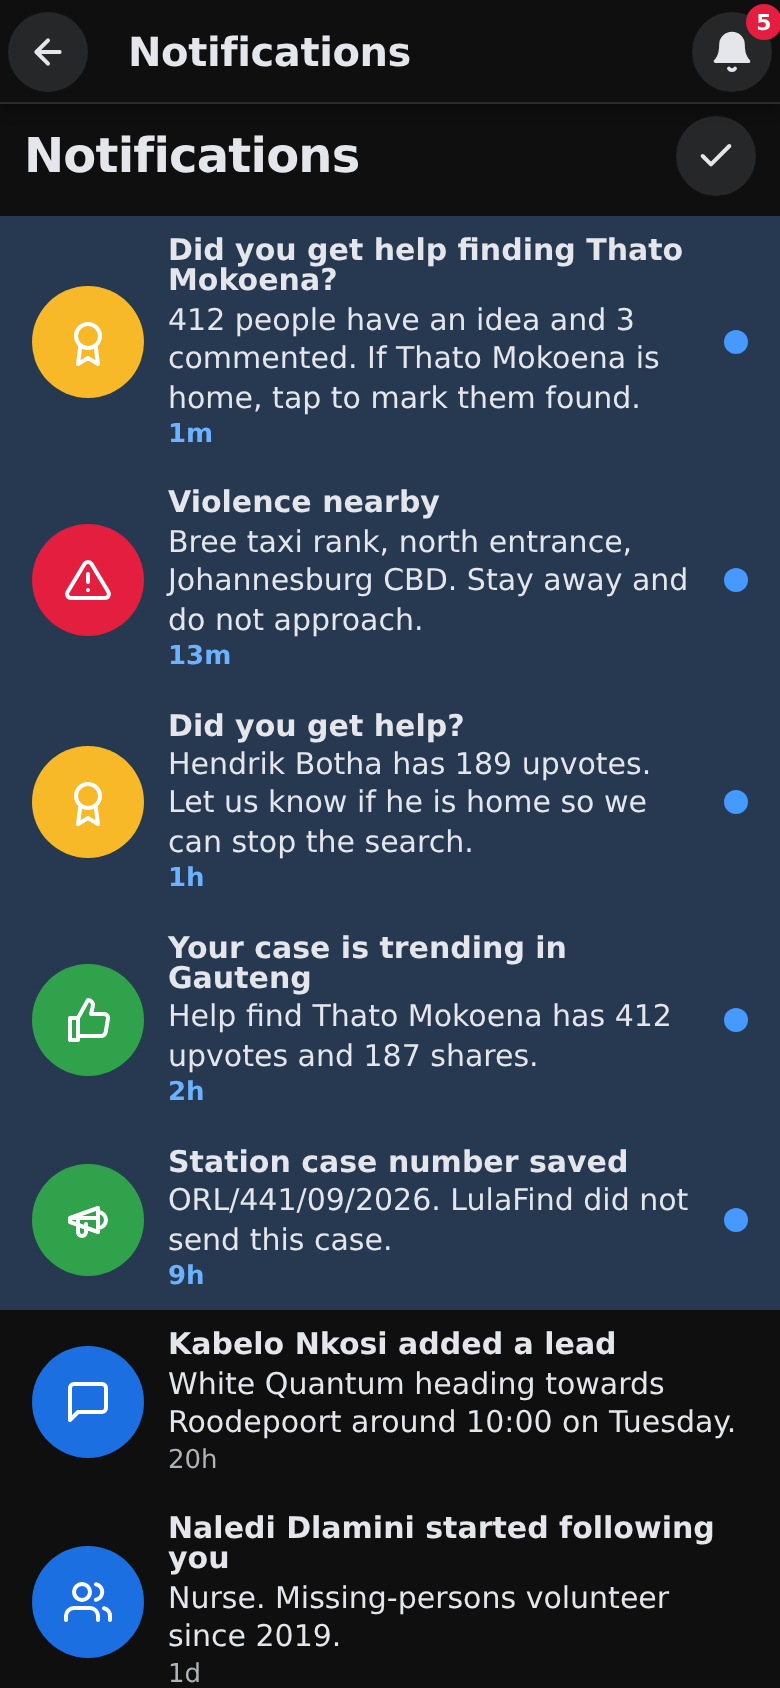 Notifications
5
Notifications
Did you get help finding Thato
Mokoena?
412 people have an idea and 3
commented. If Thato Mokoena is
home, tap to mark them found.
1m
Violence nearby
Bree taxi rank, north entrance,
Johannesburg CBD. Stay away and
do not approach.
13m
Did you get help?
Hendrik Botha has 189 upvotes.
Let us know if he is home so we
can stop the search.
1h
Your case is trending in
Gauteng
Help find Thato Mokoena has 412
upvotes and 187 shares.
2h
Station case number saved
ORL/441/09/2026. LulaFind did not
send this case.
9h
Kabelo Nkosi added a lead
White Quantum heading towards
Roodepoort around 10:00 on Tuesday.
20h
Naledi Dlamini started following
you
Nurse. Missing-persons volunteer
since 2019.
1d